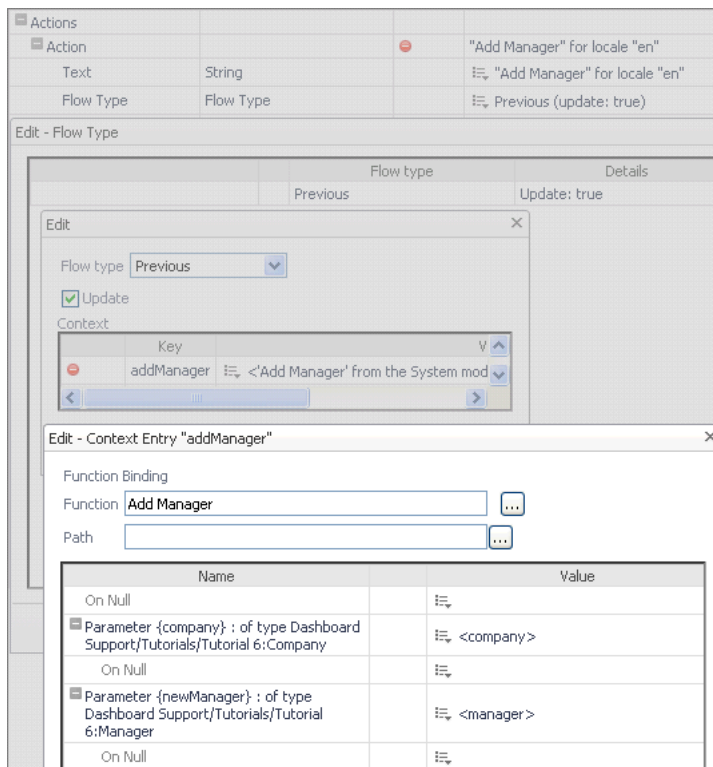 Actions
Action "Add Manager" for locale "en"
Text String "Add Manager" for locale "en"
Flow Type Flow Type Previous (update: true)
Edit - Flow Type
Flow type Details
Previous Update: true
Edit
Flow type Previous
Update
Context
Key V
addManager <'Add Manager' from the System mod
Edit - Context Entry "addManager"
Function Binding
Function Add Manager ...
Path ...
Name Value
On Null
Parameter {company} : of type Dashboard
Support/Tutorials/Tutorial 6:Company
<company>
On Null
Parameter {newManager} : of type
Dashboard Support/Tutorials/Tutorial
6:Manager
<manager>
On Null